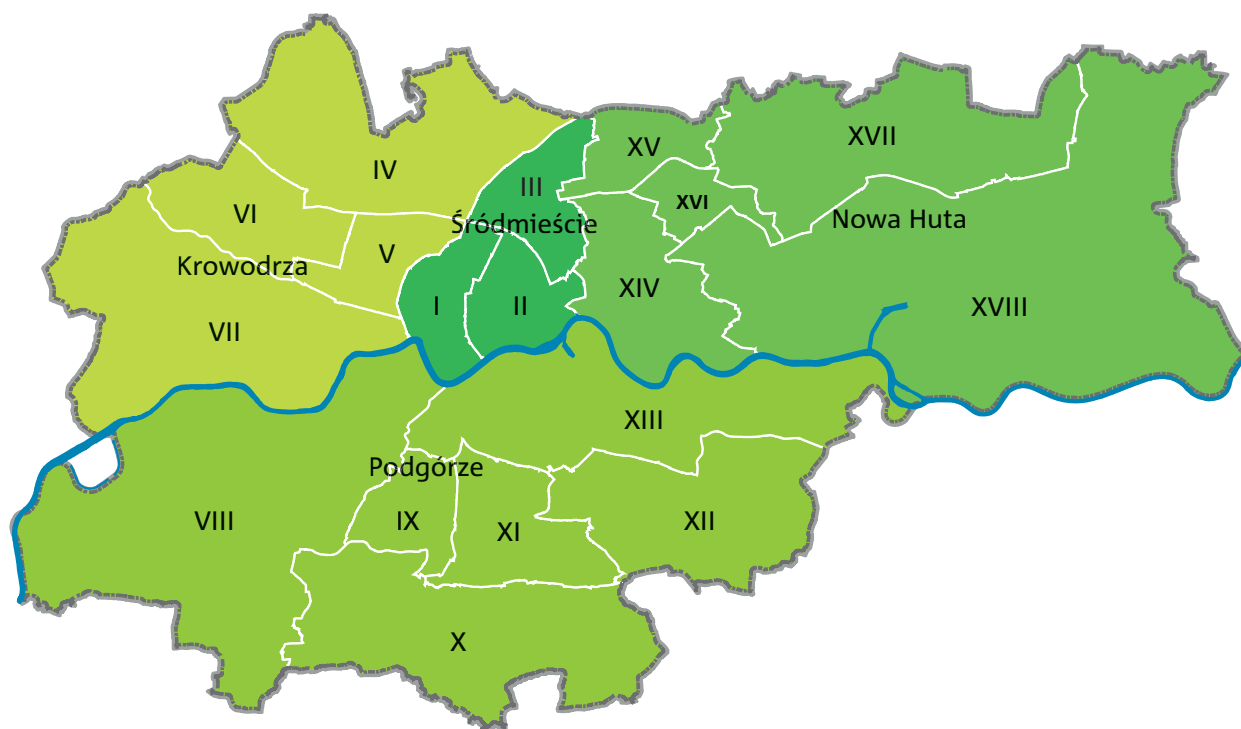 XVII
XV
IV
III
XVI
VI
Nowa Huta
Śródmieście
V
Krowodrza
XIV
I
II
XVIII
VII
XIII
Podgórze
VIII
IX
XII
XI
X